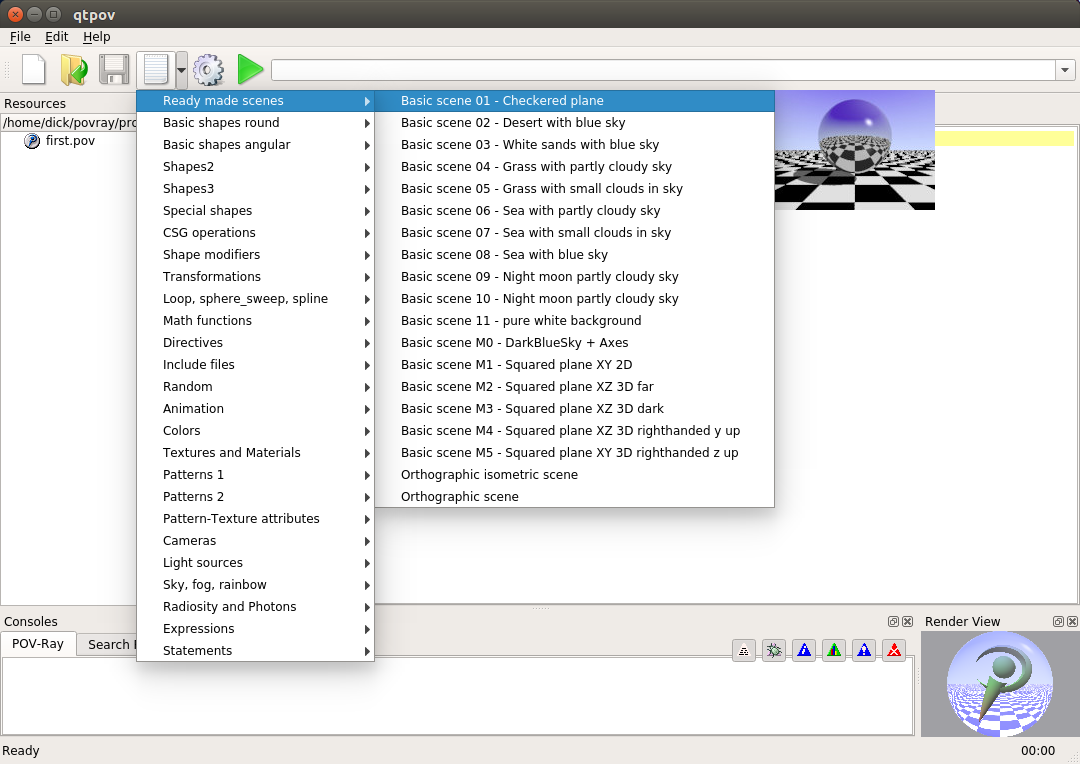 qtpov
File Edit Help
Resources
/home/dick/povray/pro
first.pov
Ready made scenes
Basic shapes round
Basic shapes angular
Shapes2
Shapes3
Special shapes
CSG operations
Shape modifiers
Transformations
Loop, sphere_sweep, spline
Math functions
Directives
Include files
Random
Animation
Colors
Textures and Materials
Patterns 1
Patterns 2
Pattern-Texture attributes
Cameras
Light sources
Sky, fog, rainbow
Radiosity and Photons
Expressions
Statements
Basic scene 01 - Checkered plane
Basic scene 02 - Desert with blue sky
Basic scene 03 - White sands with blue sky
Basic scene 04 - Grass with partly cloudy sky
Basic scene 05 - Grass with small clouds in sky
Basic scene 06 - Sea with partly cloudy sky
Basic scene 07 - Sea with small clouds in sky
Basic scene 08 - Sea with blue sky
Basic scene 09 - Night moon partly cloudy sky
Basic scene 10 - Night moon partly cloudy sky
Basic scene 11 - pure white background
Basic scene M0 - DarkBlueSky + Axes
Basic scene M1 - Squared plane XY 2D
Basic scene M2 - Squared plane XZ 3D far
Basic scene M3 - Squared plane XZ 3D dark
Basic scene M4 - Squared plane XZ 3D righthanded y up
Basic scene M5 - Squared plane XY 3D righthanded z up
Orthographic isometric scene
Orthographic scene
Consoles
POV-Ray Search
Render View
Ready
00:00